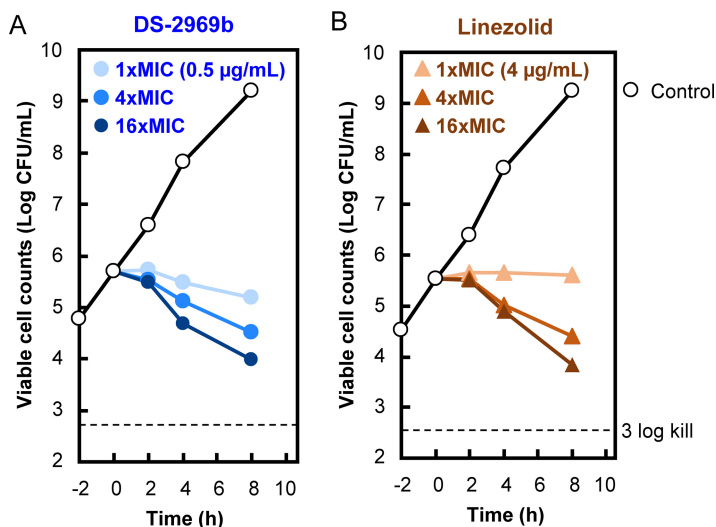 A
DS-2969b
Viable cell counts (Log CFU/mL)
10
9
8
7
6
5
4
3
2
1xMIC (0.5 µg/mL)
4xMIC
16xMIC
-2 0 2 4 6 8 10
Time (h)
B
Linezolid
Viable cell counts (Log CFU/mL)
10
9
8
7
6
5
4
3
2
1xMIC (4 µg/mL)
4xMIC
16xMIC
Control
3 log kill
-2 0 2 4 6 8 10
Time (h)